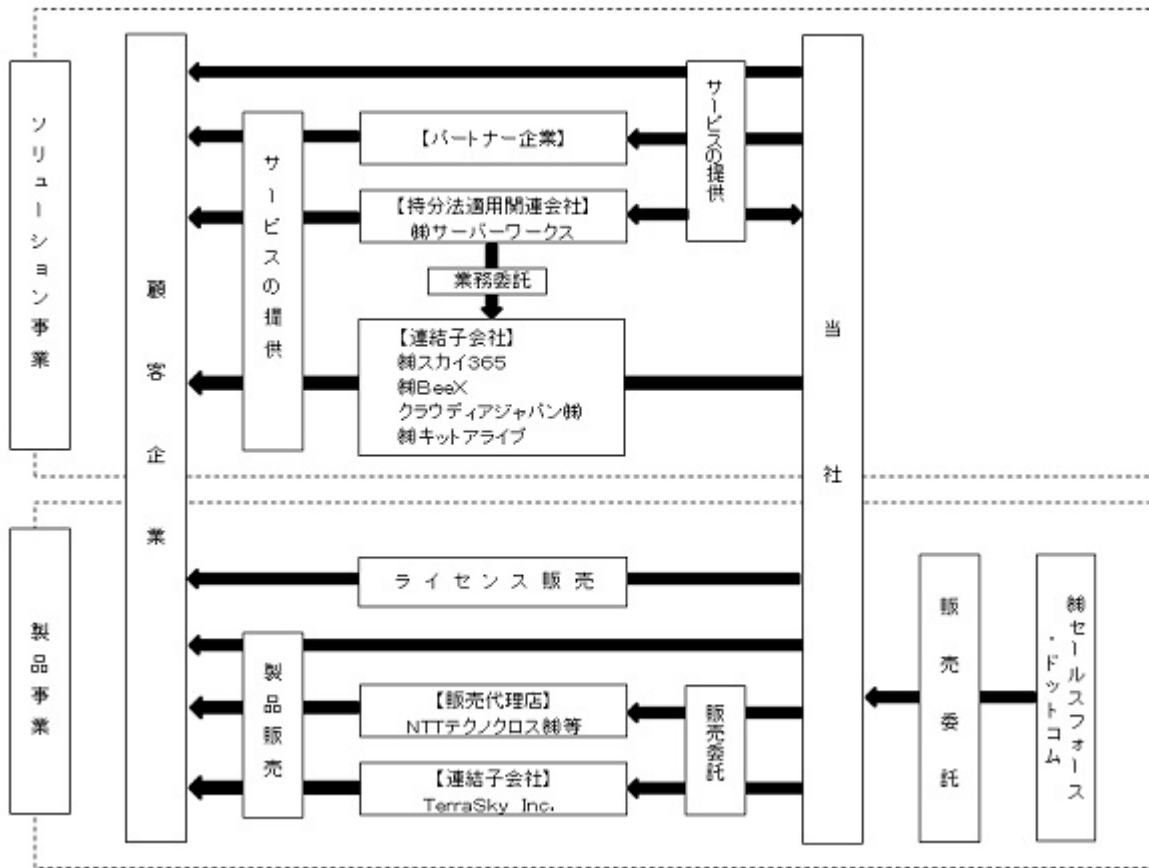 ソリューション事業
顧客企業
サービスの提供
【パートナー企業】
【持分法適用関連会社】
㈱サーバーワークス
業務委託
【連結子会社】
㈱スカイ365
㈱BeeX
クラウディアジャパン㈱
㈱キットアライブ
サービスの提供
当社
製品事業
ライセンス販売
製品販売
【販売代理店】
NTTテクノクロス㈱等
【連結子会社】
TerraSky Inc.
販売委託
販売委託
㈱セールスフォース
・ドットコム